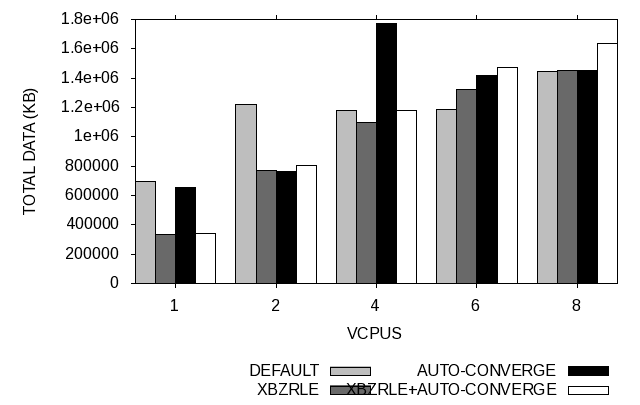 1.8e+06
1.6e+06
1.4e+06
1.2e+06
1e+06
800000
600000
400000
200000
0
TOTAL DATA (KB)
1 2 4 6 8
VCPUS
DEFAULT AUTO-CONVERGE
XBZRLE XBZRLE+AUTO-CONVERGE